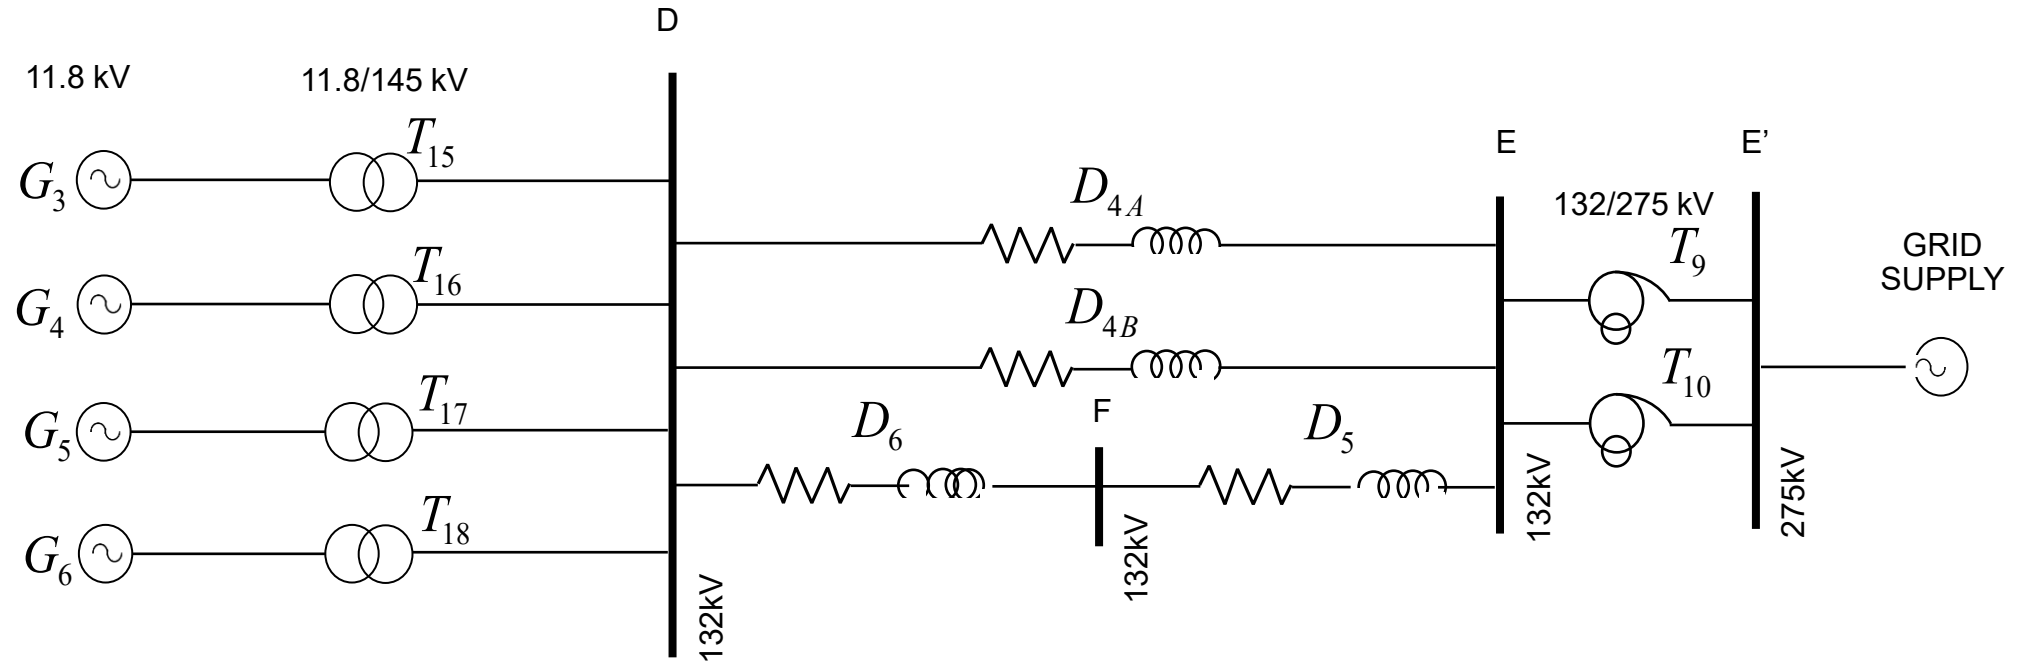 D
11.8 kV
11.8/145 kV
T15
G3
E
E’
D4A
132/275 kV
T9
GRID
SUPPLY
T16
G4
D4B
T10
T17
G5
D6
F
D5
132kV
275kV
T18
G6
132kV
132kV